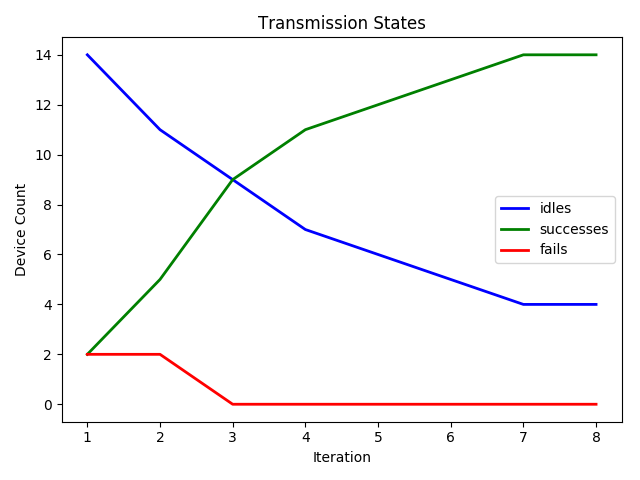 Transmission States
Device Count
14
12
10
8
6
4
2
0
idles
successes
fails
1 2 3 4 5 6 7 8
Iteration